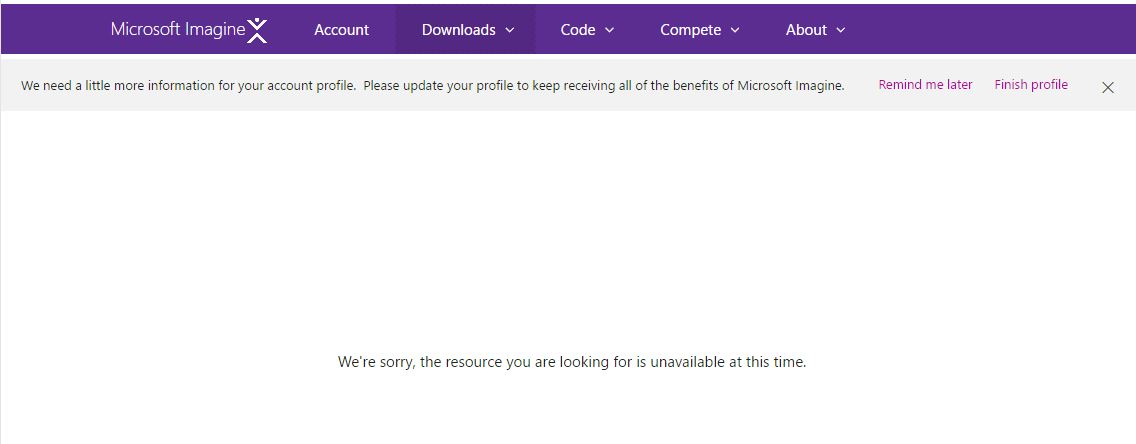 Microsoft Imagine Account Downloads Code Compete About
We need a little more information for your account profile. Please update your profile to keep receiving all of the benefits of Microsoft Imagine. Remind me later Finish profile
We're sorry, the resource you are looking for is unavailable at this time.